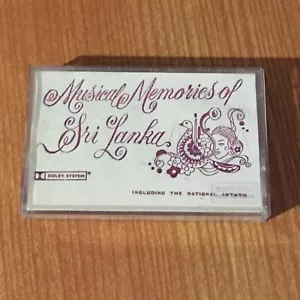 Musical Memories of
Sri Lanka
DOLBY SYSTEM
INCLUDING THE NATIONAL ANTHEM